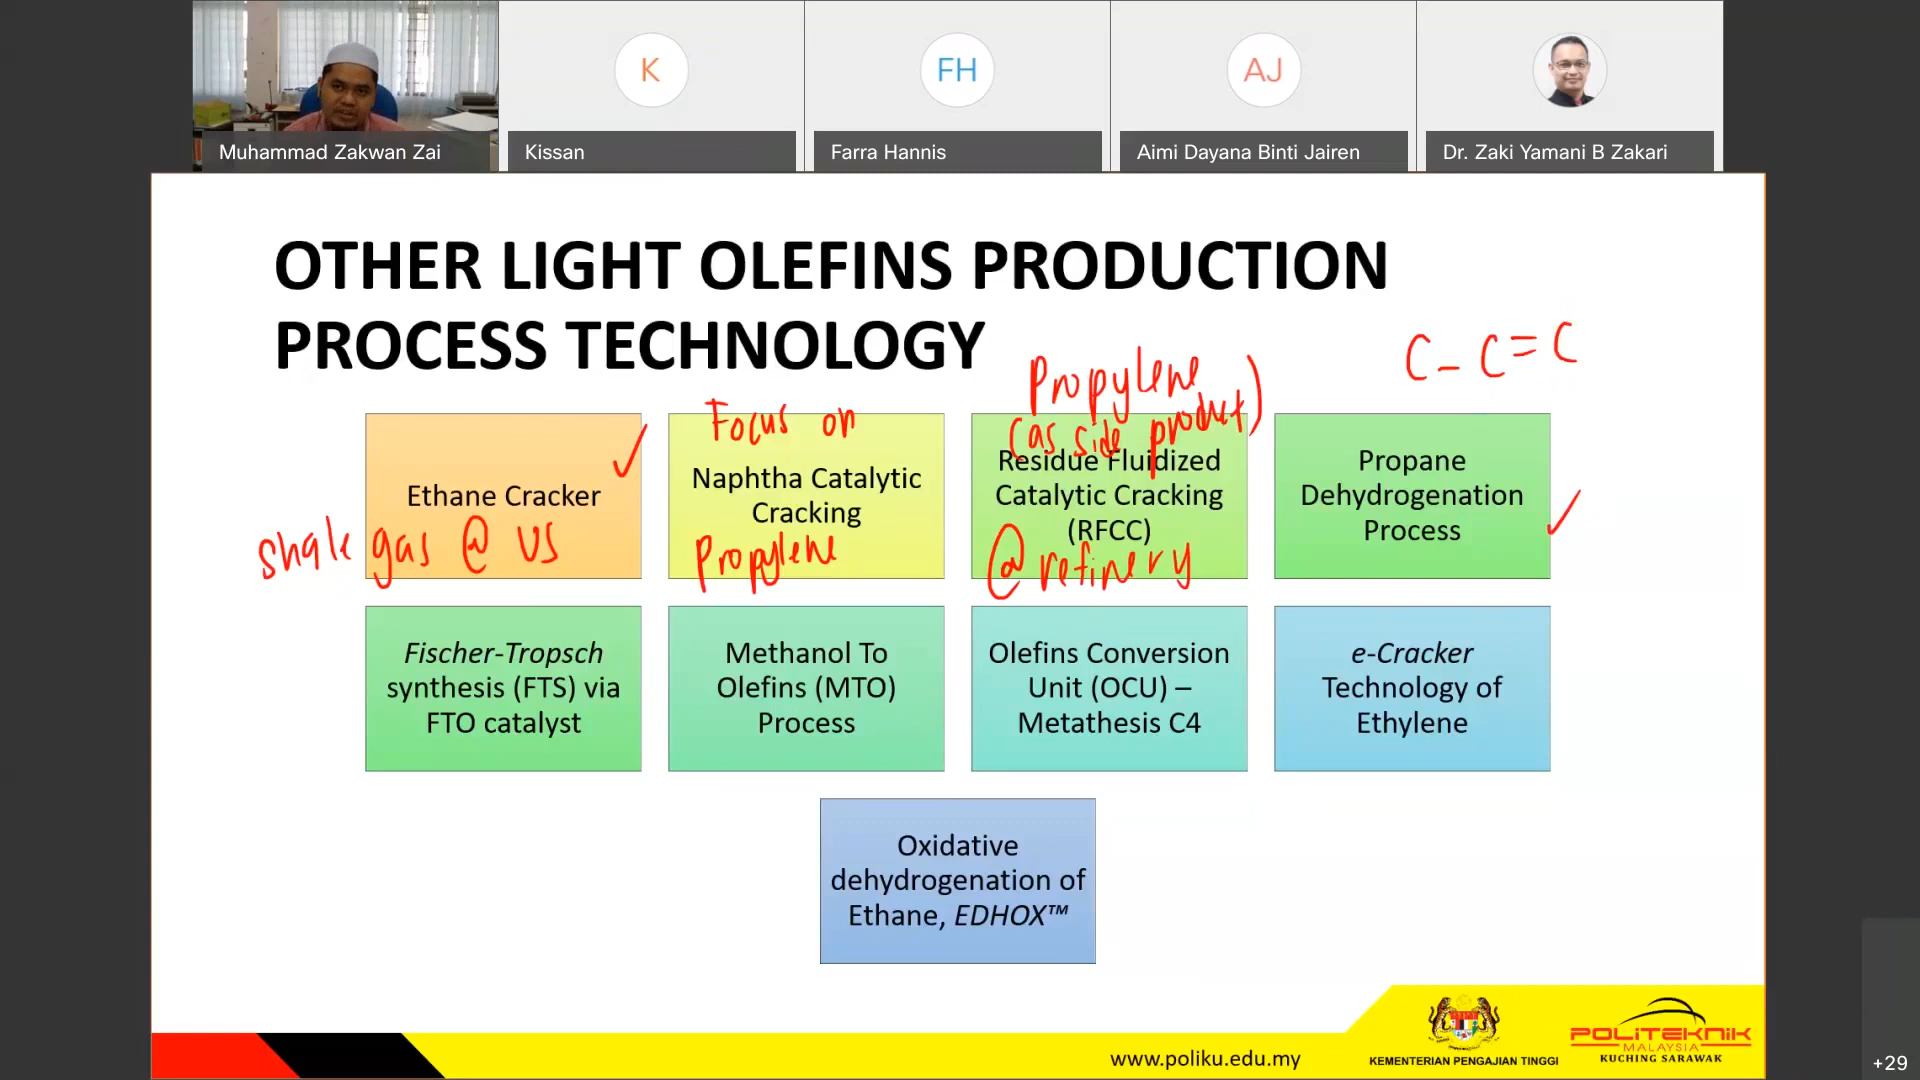 K
FH
AJ
Muhammad Zakwan Zai
Kissan
Farra Hannis
Aimi Dayana Binti Jairen
Dr. Zaki Yamani B Zakari
OTHER LIGHT OLEFINS PRODUCTION
PROCESS TECHNOLOGY
C - C = C
Ethane Cracker
shale gas @ US
Focus on
Naphtha Catalytic
Cracking
Propylene
Propylene
(as side product)
Residue Fluidized
Catalytic Cracking
(RFCC)
@ refinery
Propane
Dehydrogenation
Process
Fischer-Tropsch
synthesis (FTS) via
FTO catalyst
Methanol To
Olefins (MTO)
Process
Olefins Conversion
Unit (OCU) –
Metathesis C4
e-Cracker
Technology of
Ethylene
Oxidative
dehydrogenation of
Ethane, EDHOX™
www.poliku.edu.my
KEMENTERIAN PENGAJIAN TINGGI
POLITEKNIK
MALAYSIA
KUCHING SARAWAK
+29